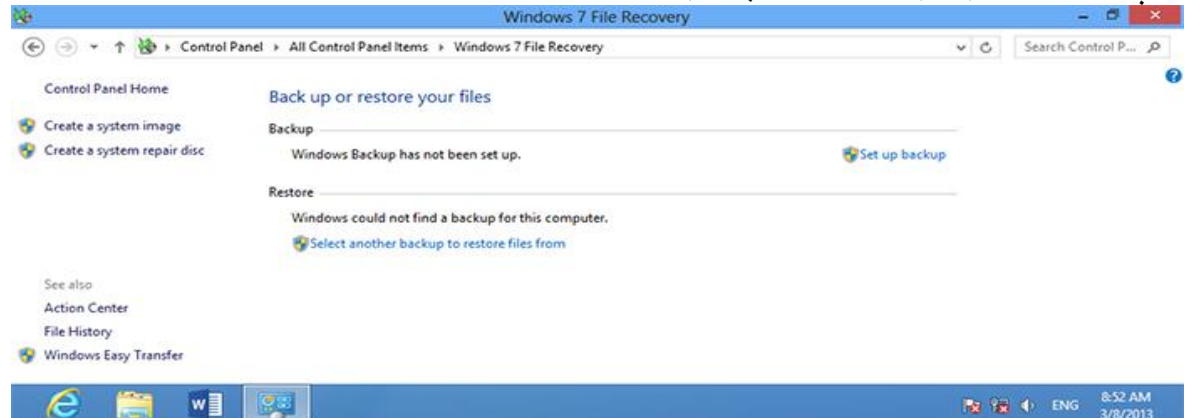 Windows 7 File Recovery
Control Panel › All Control Panel Items › Windows 7 File Recovery
Search Control P...
Control Panel Home
Create a system image
Create a system repair disc
Back up or restore your files
Backup
Windows Backup has not been set up.
Set up backup
Restore
Windows could not find a backup for this computer.
Select another backup to restore files from
See also
Action Center
File History
Windows Easy Transfer
ENG
8:52 AM
3/8/2013